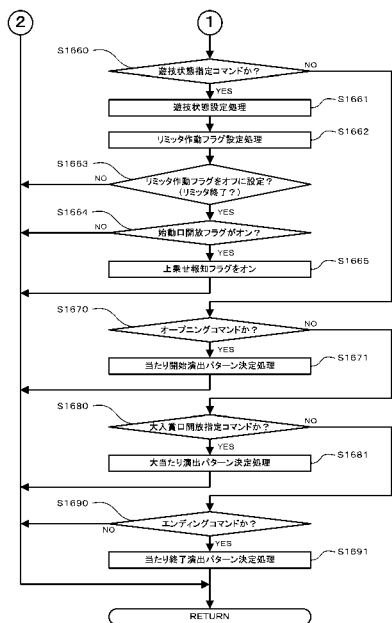 2
1
S1660
遊技状態指定コマンドか？
NO
YES
遊技状態設定処理
S1661
リミッタ作動フラグ設定処理
S1662
S1663
リミッタ作動フラグをオフに設定？
(リミッタ終了？)
NO
YES
S1664
始動口開放フラグがオン？
NO
YES
上乗せ報知フラグをオン
S1665
S1670
オープニングコマンドか？
NO
YES
当たり開始演出パターン決定処理
S1671
S1680
大入賞口開放指定コマンドか？
NO
YES
大当たり演出パターン決定処理
S1681
S1690
エンディングコマンドか？
NO
YES
当たり終了演出パターン決定処理
S1691
RETURN